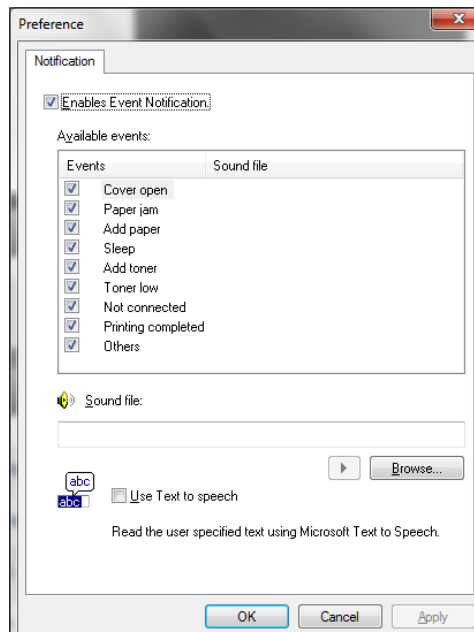 Preference
Notification
Enables Event Notification.
Available events:
Events Sound file
Cover open
Paper jam
Add paper
Sleep
Add toner
Toner low
Not connected
Printing completed
Others
Sound file:
Browse...
abc
abc
Use Text to speech
Read the user specified text using Microsoft Text to Speech.
OK Cancel Apply